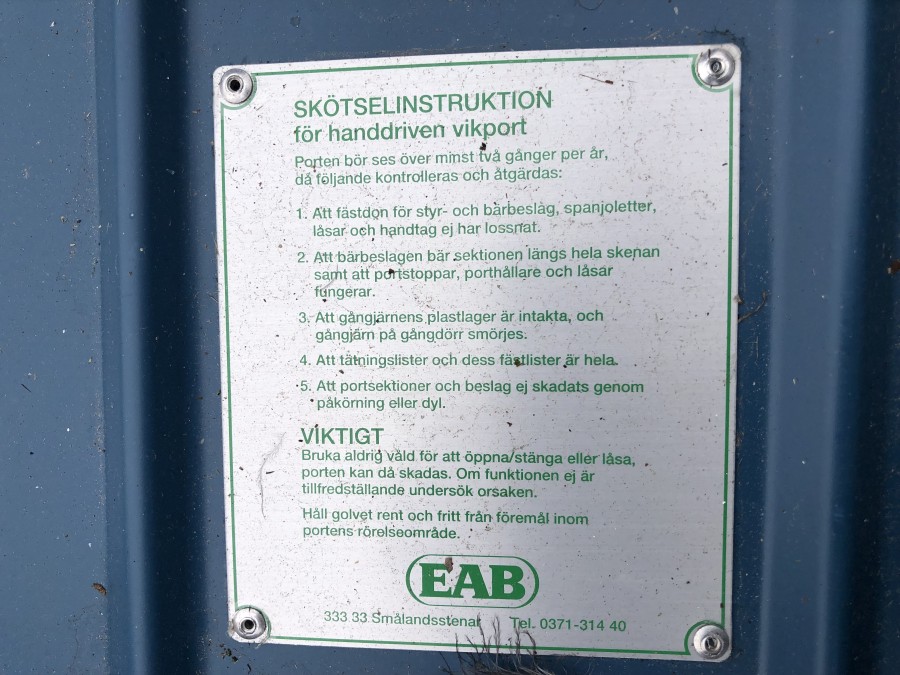 SKÖTSELINSTRUKTION
för handdriven vikport
Porten bör ses över minst två gånger per år,
då följande kontrolleras och åtgärdas:
1. Att fästdon för styr- och bärbeslag, spanjoletter,
låsar och handtag ej har lossnat.
2. Att bärbeslagen bär sektionen längs hela skenan
samt att portstoppar, porthållare och låsar
fungerar.
3. Att gångjärnens plastlager är intakta, och
gångjärn på gångdörr smörjes.
4. Att tätningslister och dess fästlister är hela.
5. Att portsektioner och beslag ej skadats genom
påkörning eller dyl.
VIKTIGT
Bruka aldrig våld för att öppna/stänga eller låsa,
porten kan då skadas. Om funktionen ej är
tillfredställande undersök orsaken.
Håll golvet rent och fritt från föremål inom
portens rörelseområde.
EAB
333 33 Smålandsstenar Tel. 0371-314 40